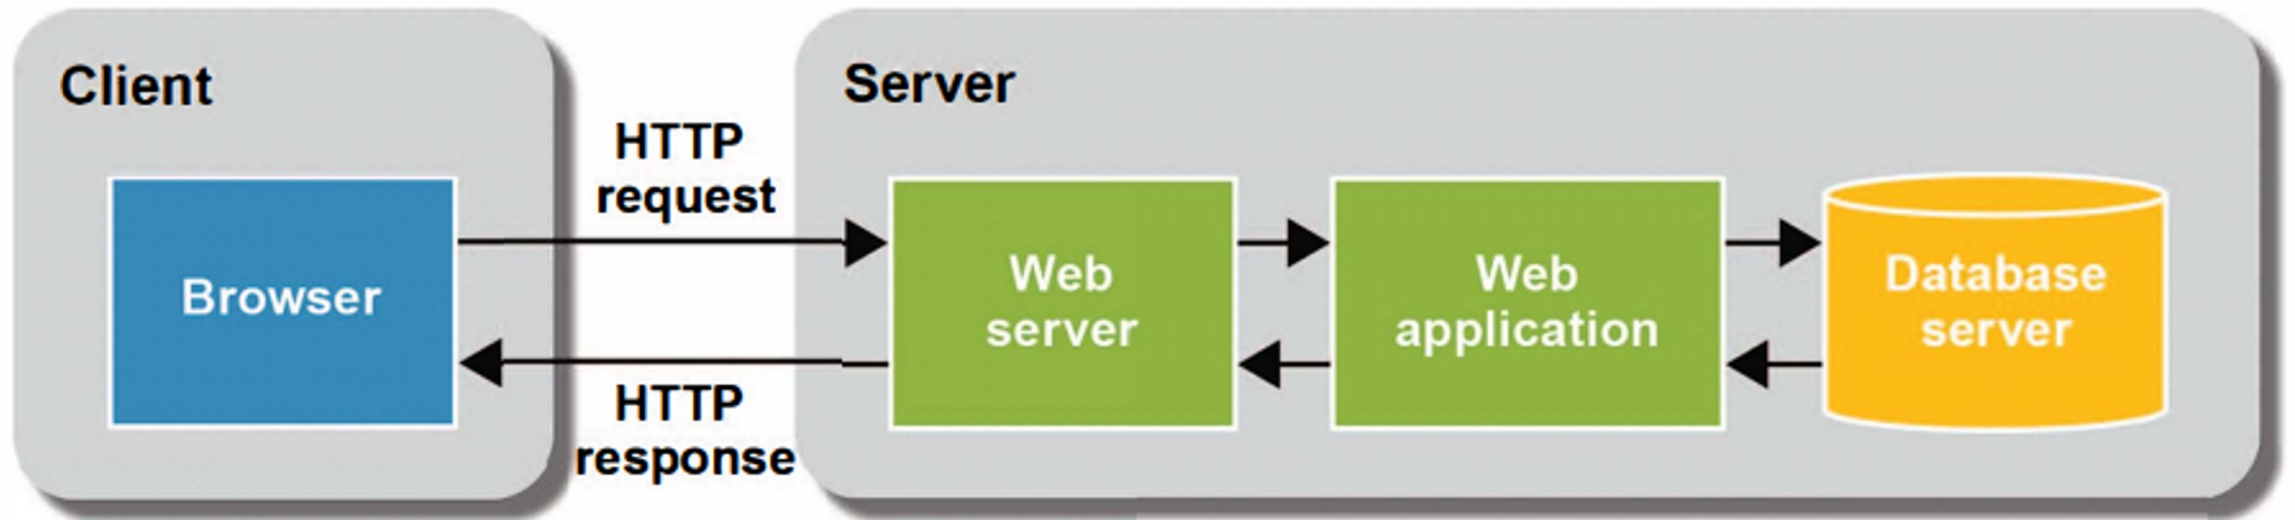 Client
Server
HTTP
request
Browser
Web
server
Web
application
Database
server
HTTP
response